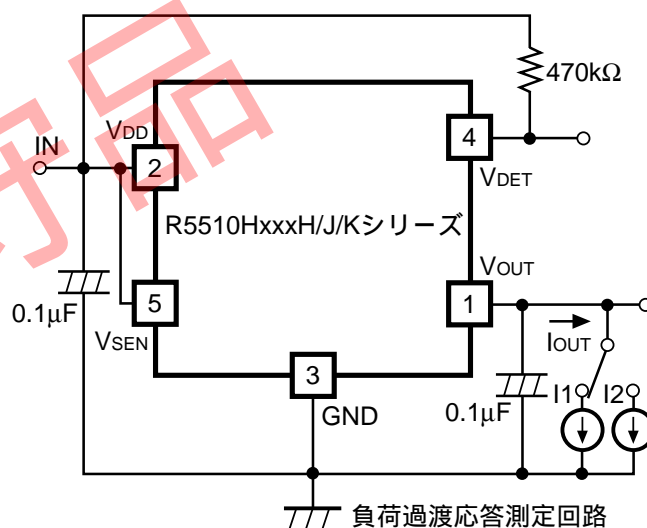 470kΩ
IN
VDD
2
4
VDET
R5510HxxxH/J/Kシリーズ
VOUT
5
1
0.1μF
VSEN
IOUT
3
GND
0.1μF
I1
I2
負荷過渡応答測定回路
品